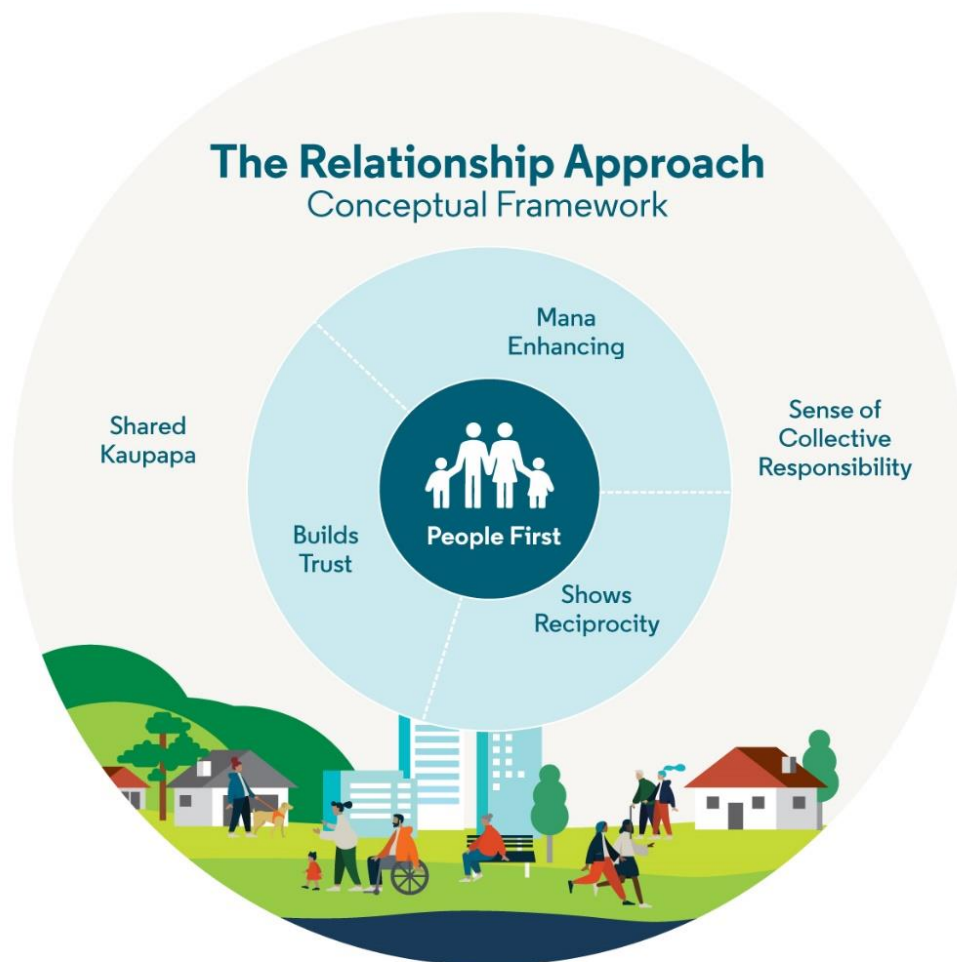 The Relationship Approach
Conceptual Framework
Mana
Enhancing
Shared
Kaupapa
Sense of
Collective
Responsibility
People First
Builds
Trust
Shows
Reciprocity